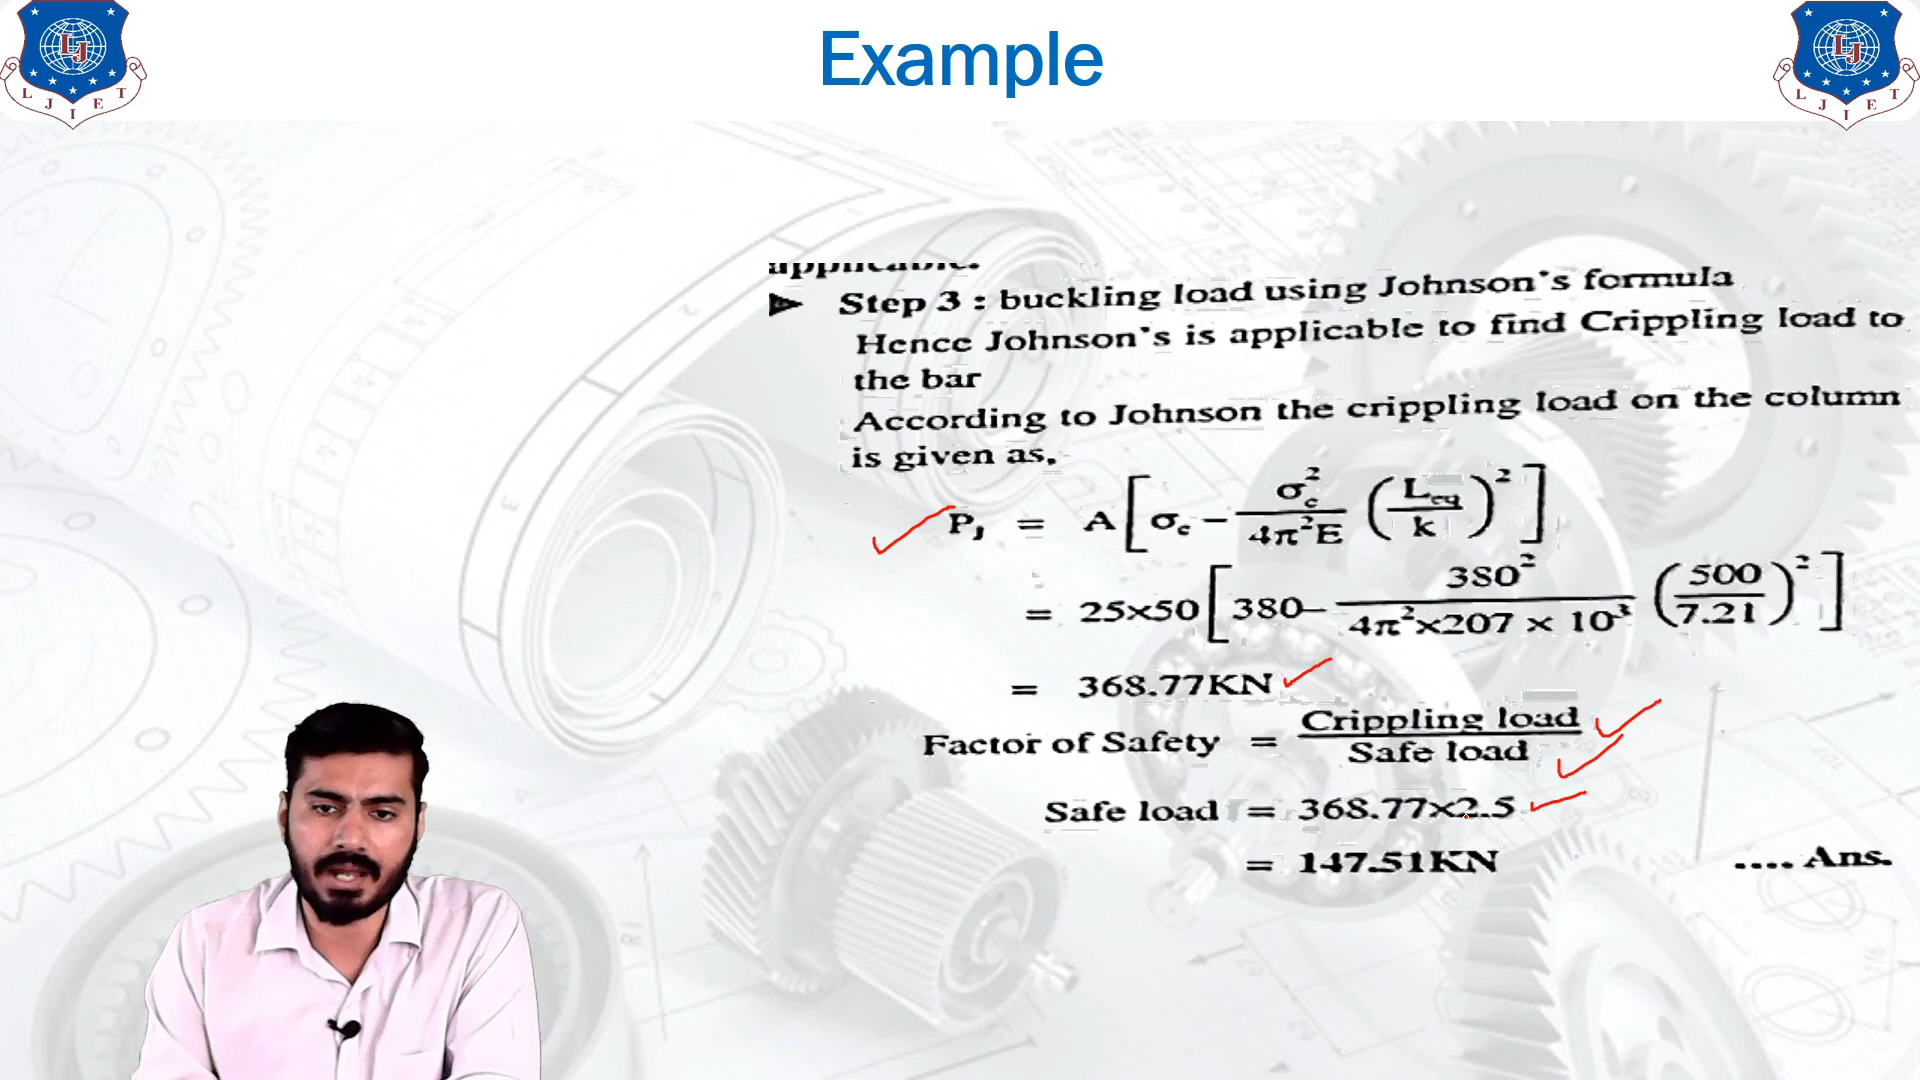 Example
L J I E T
L J I E T
applicable.
Step 3 : buckling load using Johnson's formula
Hence Johnson's is applicable to find Crippling load to
the bar
According to Johnson the crippling load on the column
is given as,
P_J = A [ σ_c − σ_c² / 4π²E ( L_eq / k )² ]
= 25×50 [ 380− 380² / 4π²×207 × 10³ ( 500 / 7.21 )² ]
= 368.77KN
Factor of Safety = Crippling load / Safe load
Safe load = 368.77×2.5
= 147.51KN .... Ans.